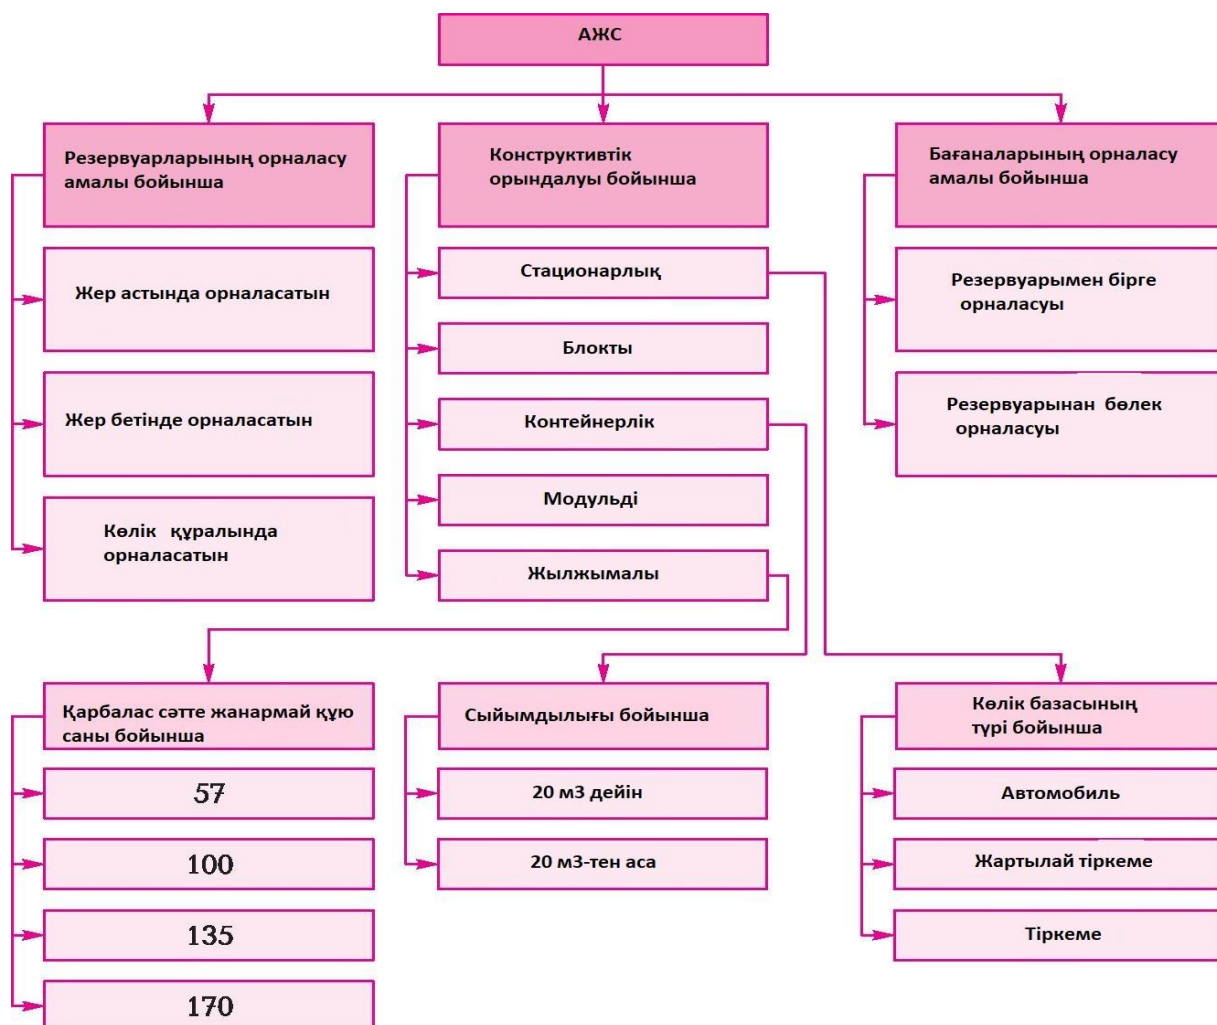 АЖС
Резервуарларының орналасу
амалы бойынша
Жер астында орналасатын
Жер бетінде орналасатын
Көлік құралында
орналасатын
Конструктивтік
орындалуы бойынша
Стационарлық
Блокты
Контейнерлік
Модульді
Жылжымалы
Бағаналарының орналасу
амалы бойынша
Резервуарымен бірге
орналасуы
Резервуарынан бөлек
орналасуы
Қарбалас сәтте жанармай құю
саны бойынша
57
100
135
170
Сыйымдылығы бойынша
20 м3 дейін
20 м3-тен аса
Көлік базасының
түрі бойынша
Автомобиль
Жартылай тіркеме
Тіркеме